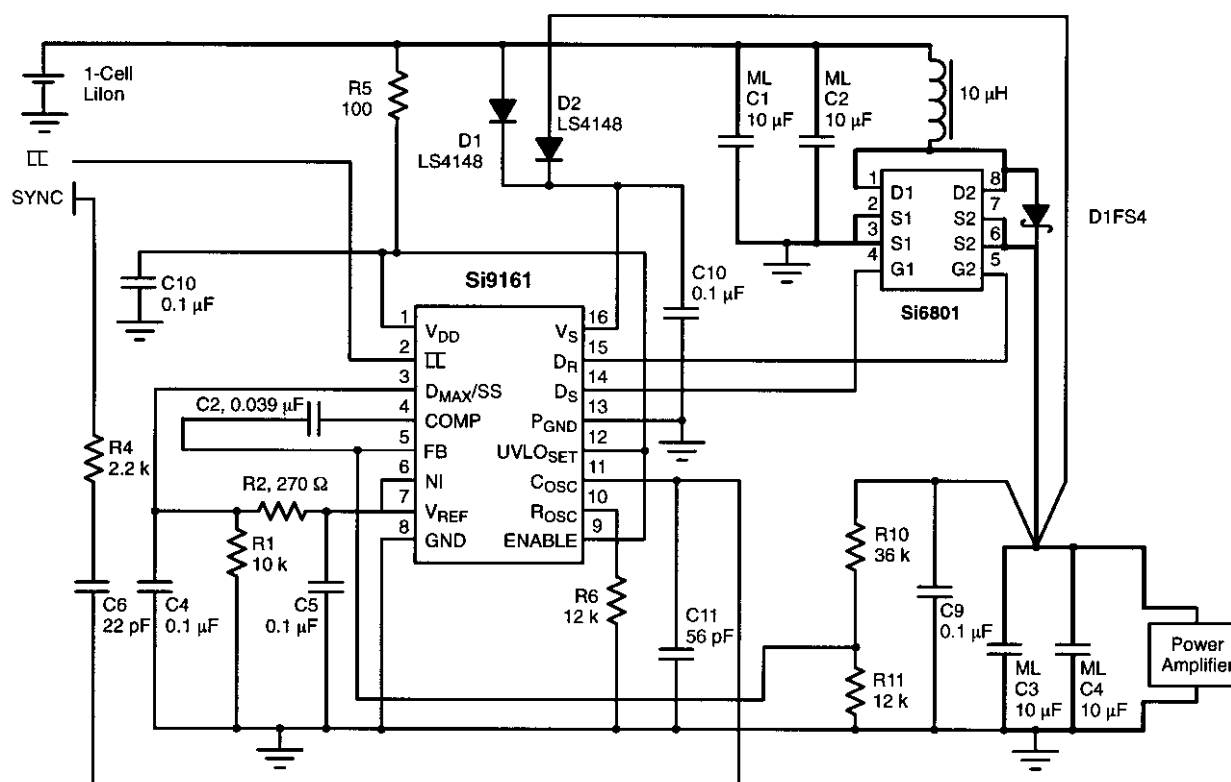 1-Cell
LiIon
R5
100
D1
LS4148
D2
LS4148
ML
C1
10 µF
ML
C2
10 µF
10 µH
L̅L̅
SYNC
1
2
3
4
D1
S1
S1
G1
D2
S2
S2
G2
8
7
6
5
Si6801
D1FS4
C10
0.1 µF
Si9161
C10
0.1 µF
1
2
3
4
5
6
7
8
VDD
L̅L̅
DMAX/SS
COMP
FB
NI
VREF
GND
VS
DR
DS
PGND
UVLOSET
COSC
ROSC
ENABLE
16
15
14
13
12
11
10
9
C2, 0.039 µF
R4
2.2 k
R2, 270 Ω
R1
10 k
C6
22 pF
C4
0.1 µF
C5
0.1 µF
R6
12 k
C11
56 pF
R10
36 k
R11
12 k
C9
0.1 µF
ML
C3
10 µF
ML
C4
10 µF
Power
Amplifier